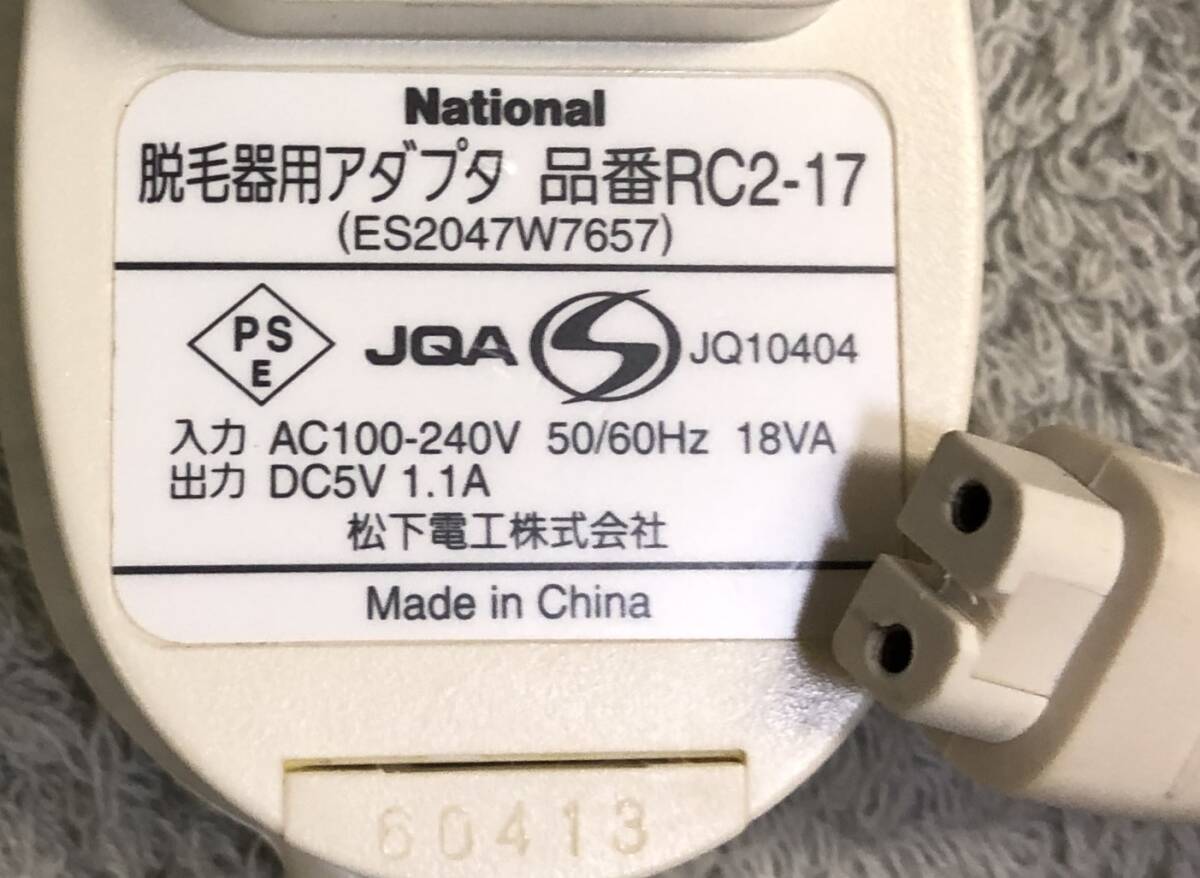 National
脱毛器用アダプタ 品番RC2-17
(ES2047W7657)
PS
E
JQA S JQ10404
入力 AC100-240V 50/60Hz 18VA
出力 DC5V 1.1A
松下電工株式会社
Made in China
60413